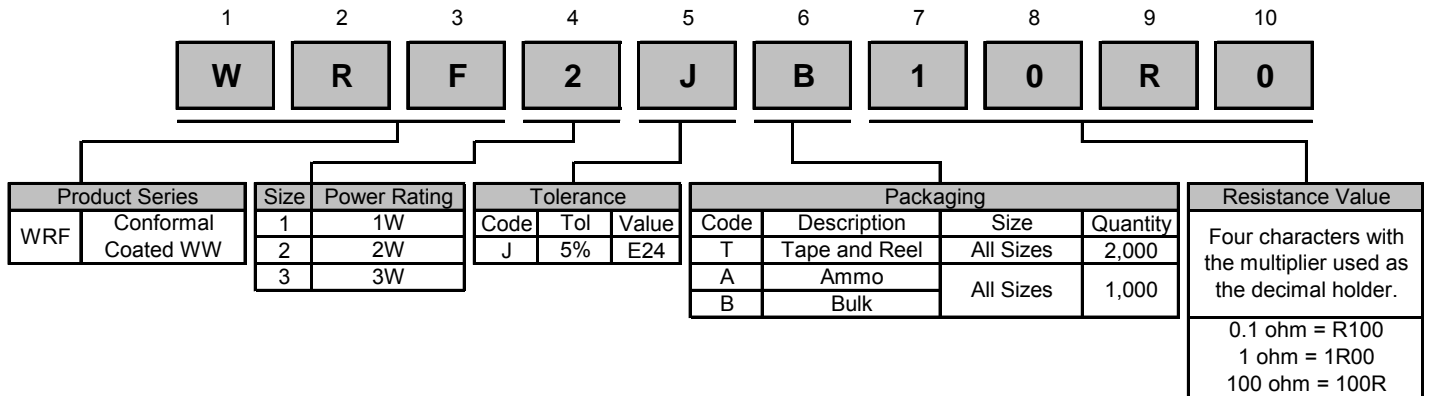 1 2 3 4 5 6 7 8 9 10
W R F 2 J B 1 0 R 0
Product Series
WRF Conformal Coated WW
Size Power Rating
1 1W
2 2W
3 3W
Tolerance
Code Tol Value
J 5% E24
Packaging
Code Description Size Quantity
T Tape and Reel All Sizes 2,000
A Ammo All Sizes 1,000
B Bulk
Resistance Value
Four characters with
the multiplier used as
the decimal holder.
0.1 ohm = R100
1 ohm = 1R00
100 ohm = 100R